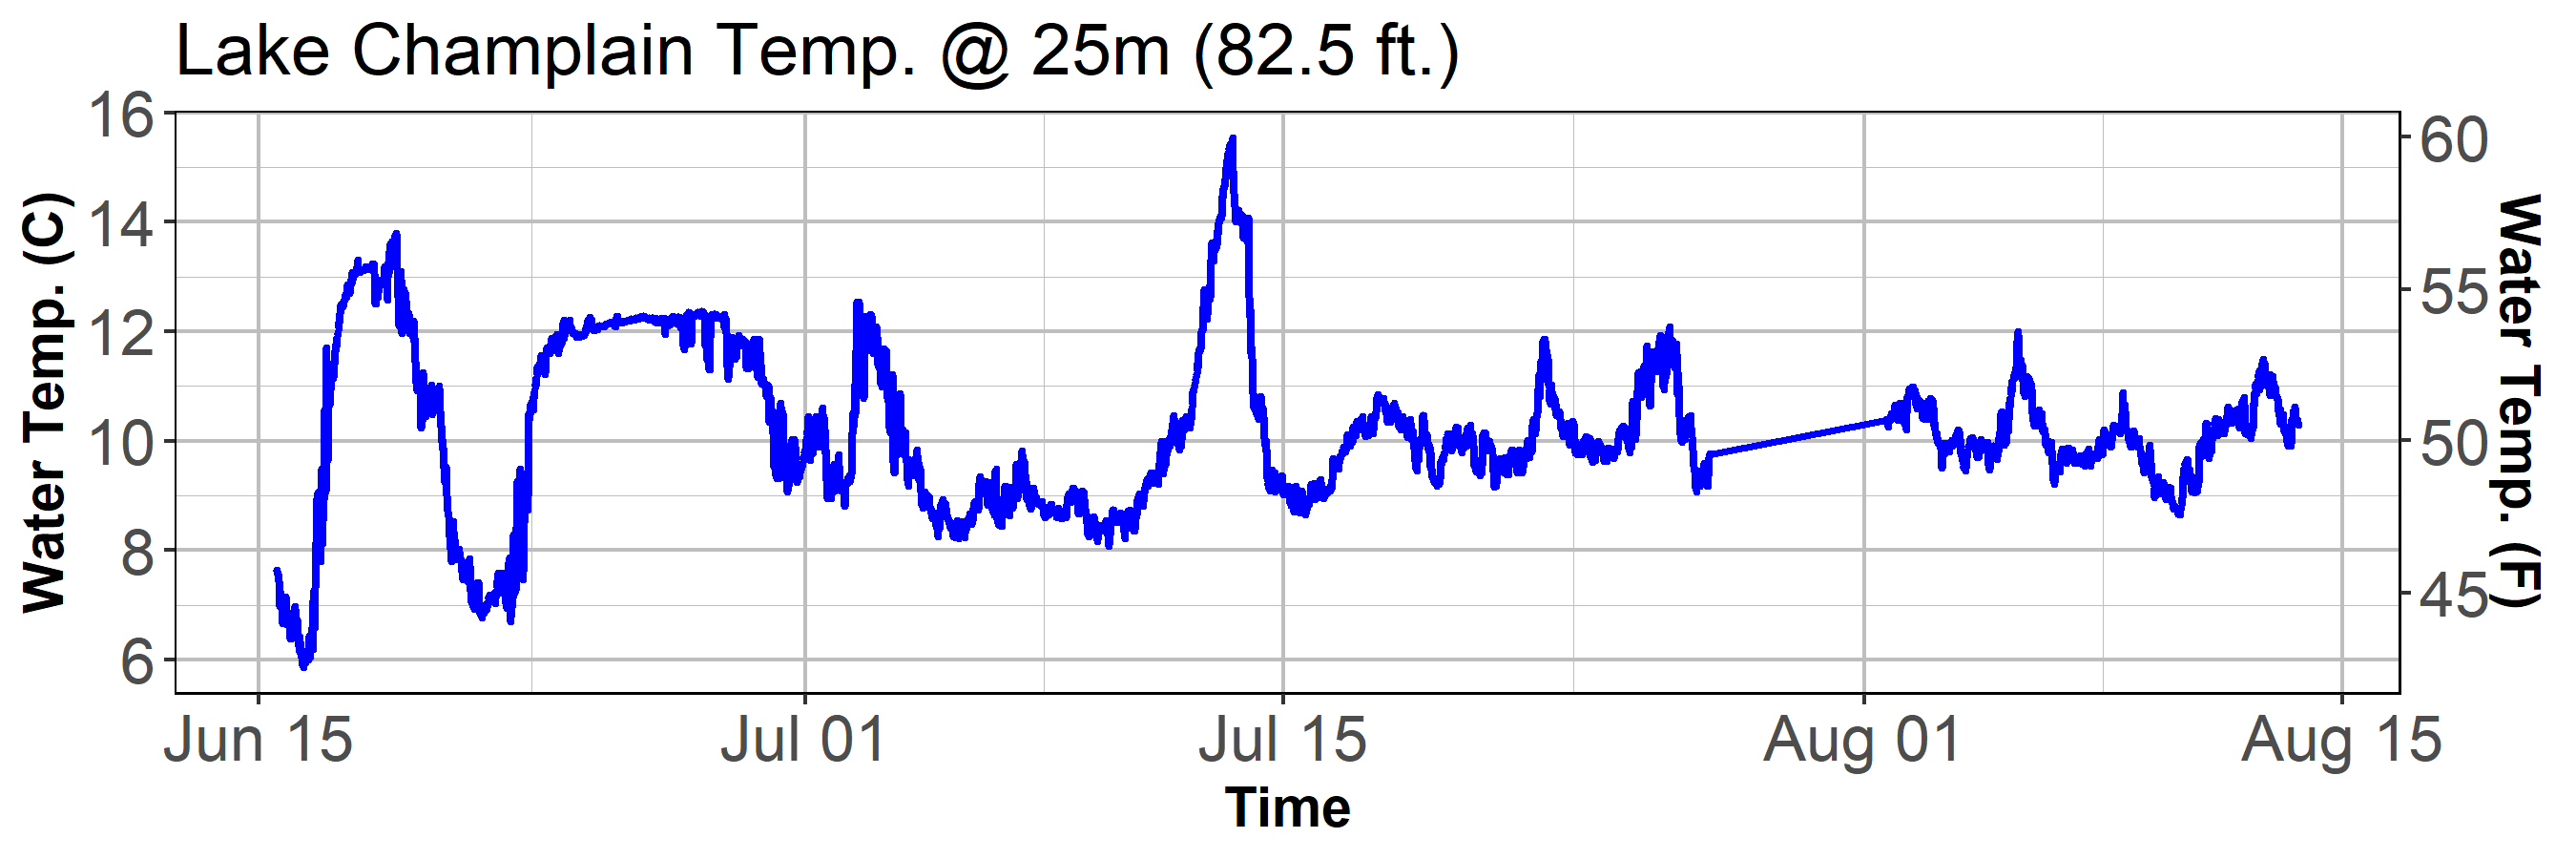 Lake Champlain Temp. @ 25m (82.5 ft.)
Water Temp. (C)
16
14
12
10
8
6
60
55
50
45
Water Temp. (F)
Jun 15 Jul 01 Jul 15 Aug 01 Aug 15
Time